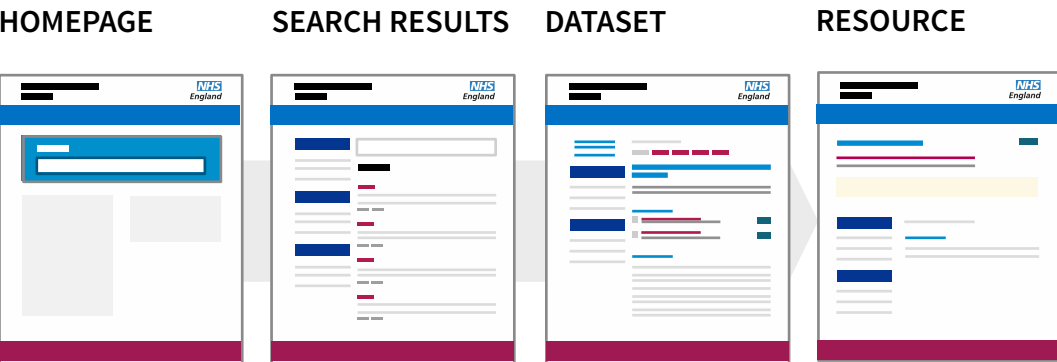 HOMEPAGE
SEARCH RESULTS
DATASET
RESOURCE
NHS
England
NHS
England
NHS
England
NHS
England